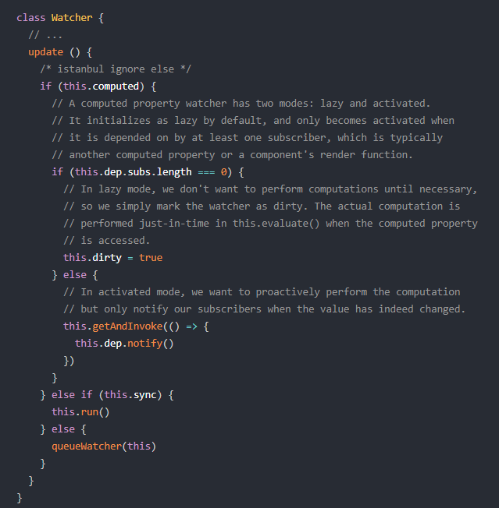 class Watcher {
  // ...
  update () {
    /* istanbul ignore else */
    if (this.computed) {
      // A computed property watcher has two modes: lazy and activated.
      // It initializes as lazy by default, and only becomes activated when
      // it is depended on by at least one subscriber, which is typically
      // another computed property or a component's render function.
      if (this.dep.subs.length === 0) {
        // In lazy mode, we don't want to perform computations until necessary,
        // so we simply mark the watcher as dirty. The actual computation is
        // performed just-in-time in this.evaluate() when the computed property
        // is accessed.
        this.dirty = true
      } else {
        // In activated mode, we want to proactively perform the computation
        // but only notify our subscribers when the value has indeed changed.
        this.getAndInvoke(() => {
          this.dep.notify()
        })
      }
    } else if (this.sync) {
      this.run()
    } else {
      queueWatcher(this)
    }
  }
}